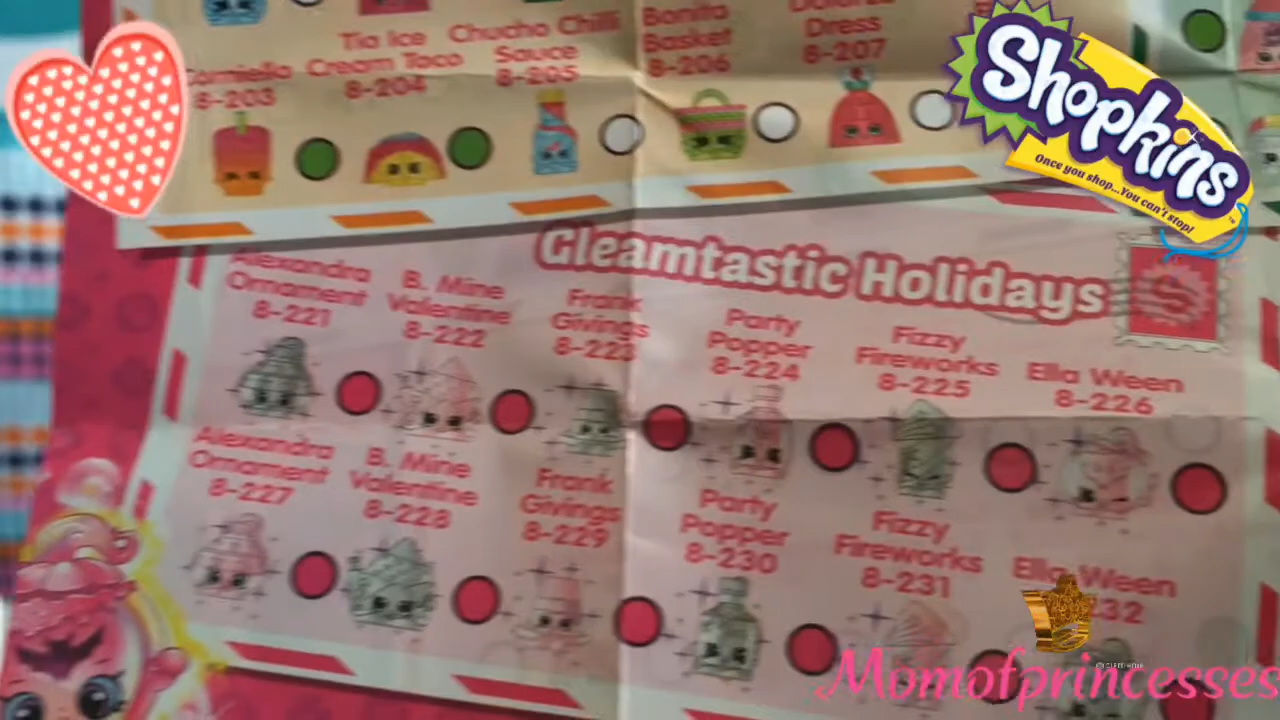 Tio Ice
Cream Taco
8-204
Chucho Chilli
Sauce
8-205
Bonita
Basket
8-206
Dress
8-207
8-203
Shopkins
Once you shop...You can't stop!
Gleamtastic Holidays
Alexandra
Ornament
8-221
B. Mine
Valentine
8-222
Frank
Givings
8-223
Party
Popper
8-224
Fizzy
Fireworks
8-225
Ella Ween
8-226
Alexandra
Ornament
8-227
B. Mine
Valentine
8-228
Frank
Givings
8-229
Party
Popper
8-230
Fizzy
Fireworks
8-231
Ella Ween
232
Momofprincesses